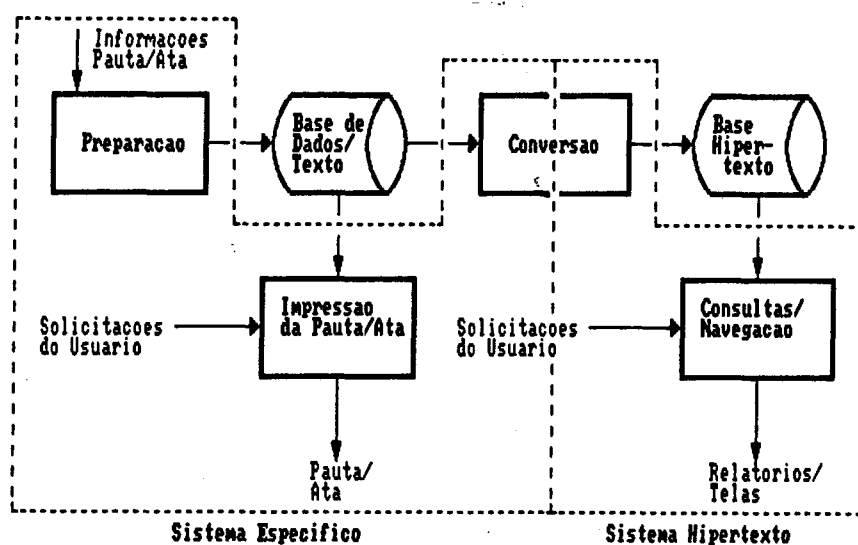 Informacoes
Pauta/Ata
Preparacao
Base de
Dados/
Texto
Conversao
Base
Hiper-
texto
Impressao
da Pauta/Ata
Solicitacoes
do Usuario
Consultas/
Navegacao
Solicitacoes
do Usuario
Pauta/
Ata
Relatorios/
Telas
Sistema Especifico
Sistema Hipertexto